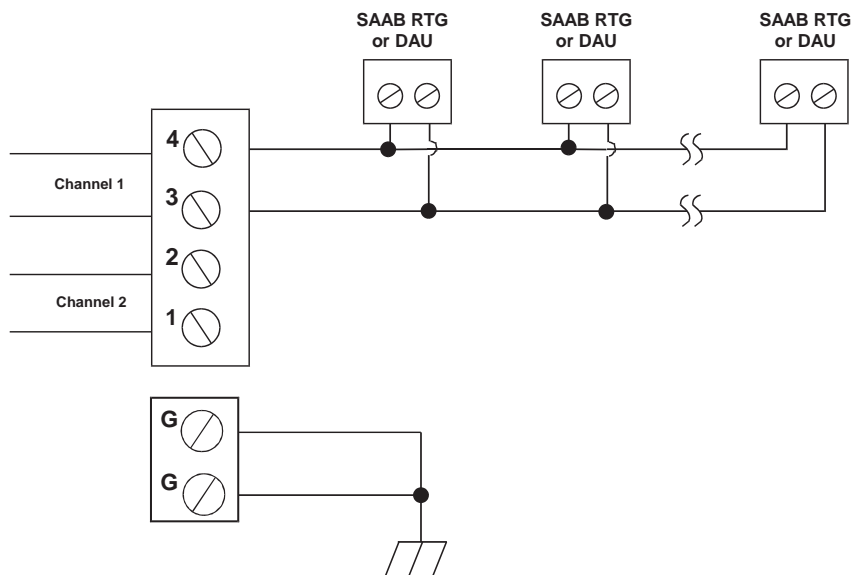 SAAB RTG
or DAU
SAAB RTG
or DAU
SAAB RTG
or DAU
4
Channel 1
3
2
Channel 2
1
G
G